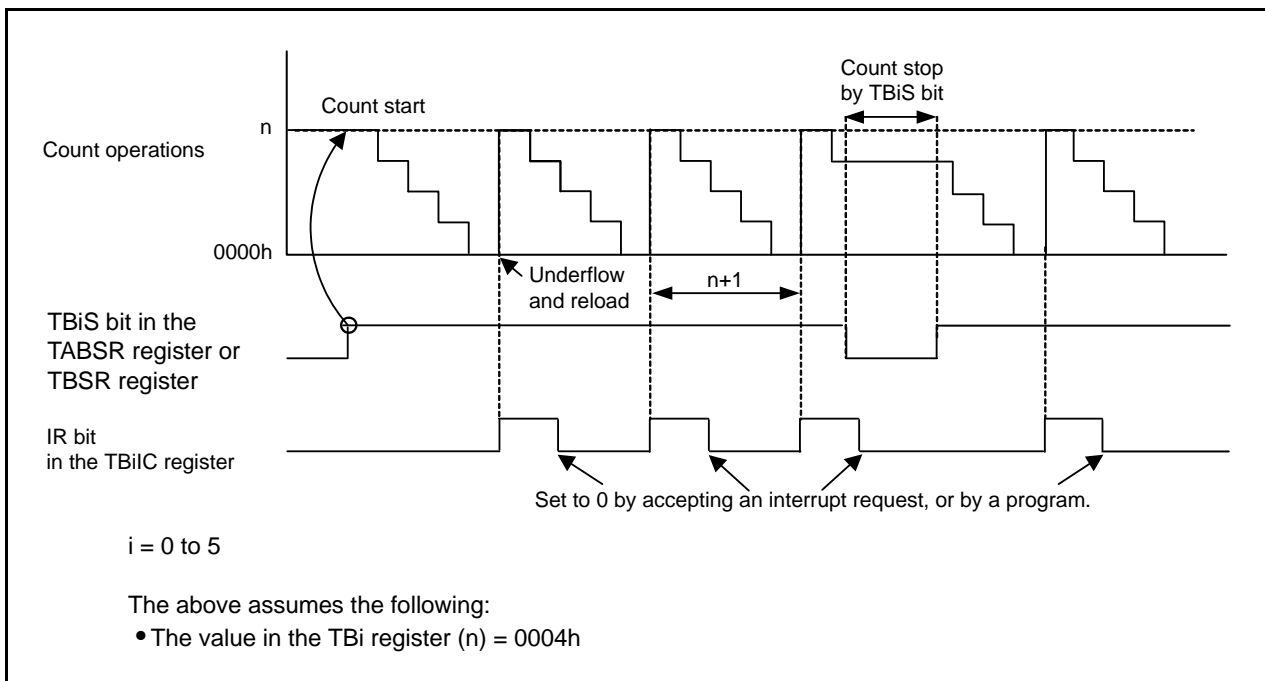 Count stop
by TBiS bit
Count start
n
Count operations
0000h
Underflow
and reload
n+1
TBiS bit in the
TABSR register or
TBSR register
IR bit
in the TBiIC register
Set to 0 by accepting an interrupt request, or by a program.
i = 0 to 5
The above assumes the following:
• The value in the TBi register (n) = 0004h